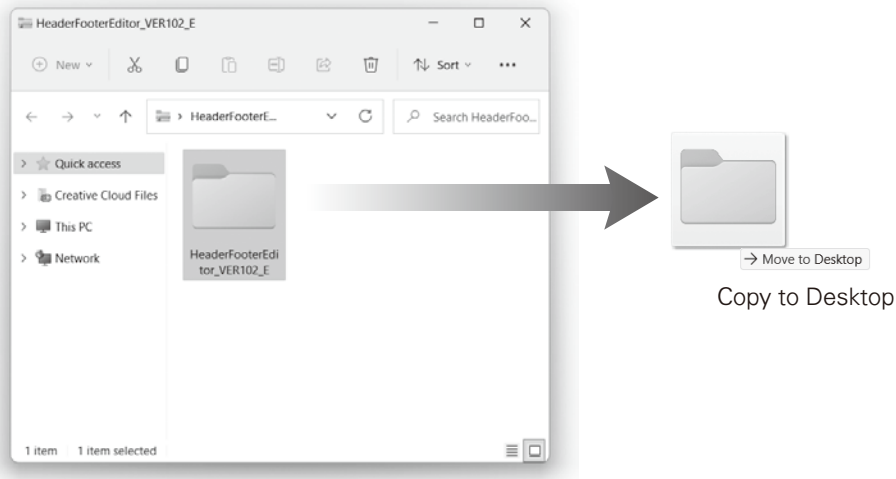 HeaderFooterEditor_VER102_E
New
Sort
HeaderFooterE...
Search HeaderFoo...
Quick access
Creative Cloud Files
This PC
Network
HeaderFooterEdi
tor_VER102_E
Move to Desktop
Copy to Desktop
1 item 1 item selected